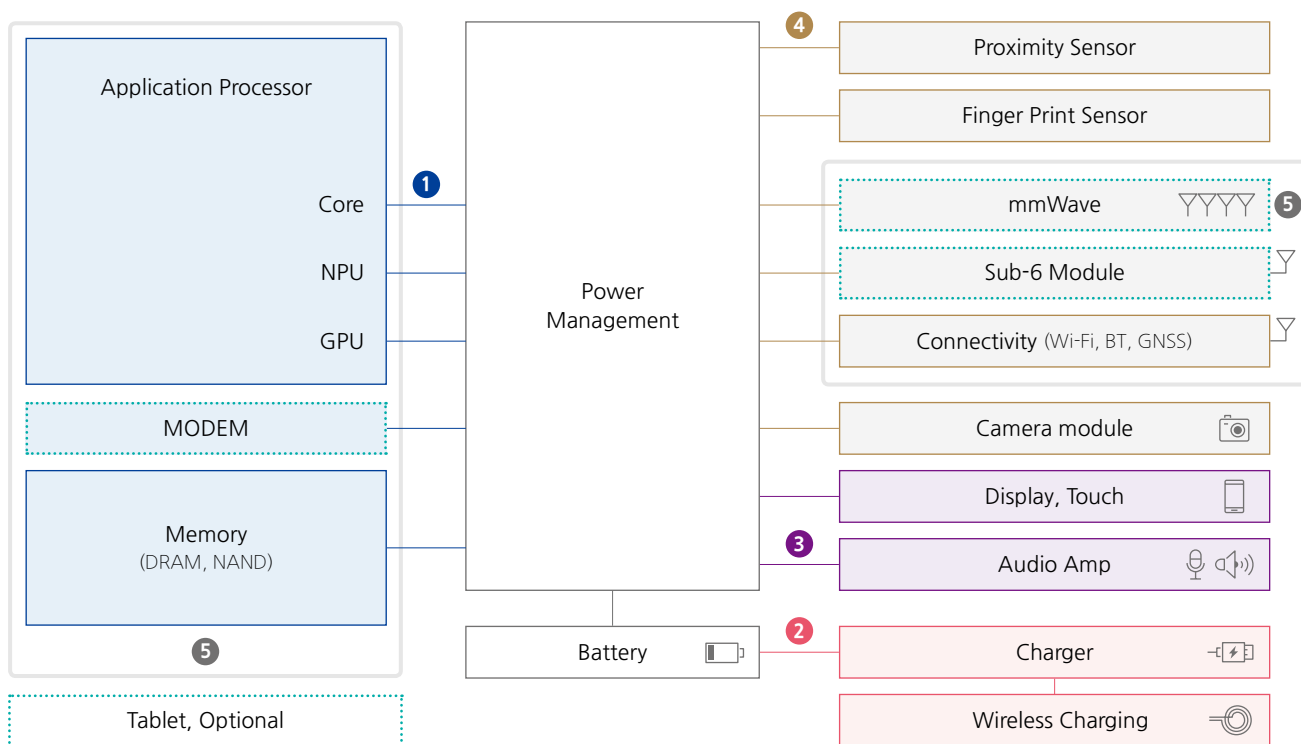 Application Processor
Core
NPU
GPU
MODEM
Memory
(DRAM, NAND)
5
Tablet, Optional
1
Power
Management
Battery
4
Proximity Sensor
Finger Print Sensor
mmWave
5
Sub-6 Module
Connectivity (Wi-Fi, BT, GNSS)
Camera module
Display, Touch
3
Audio Amp
2
Charger
Wireless Charging